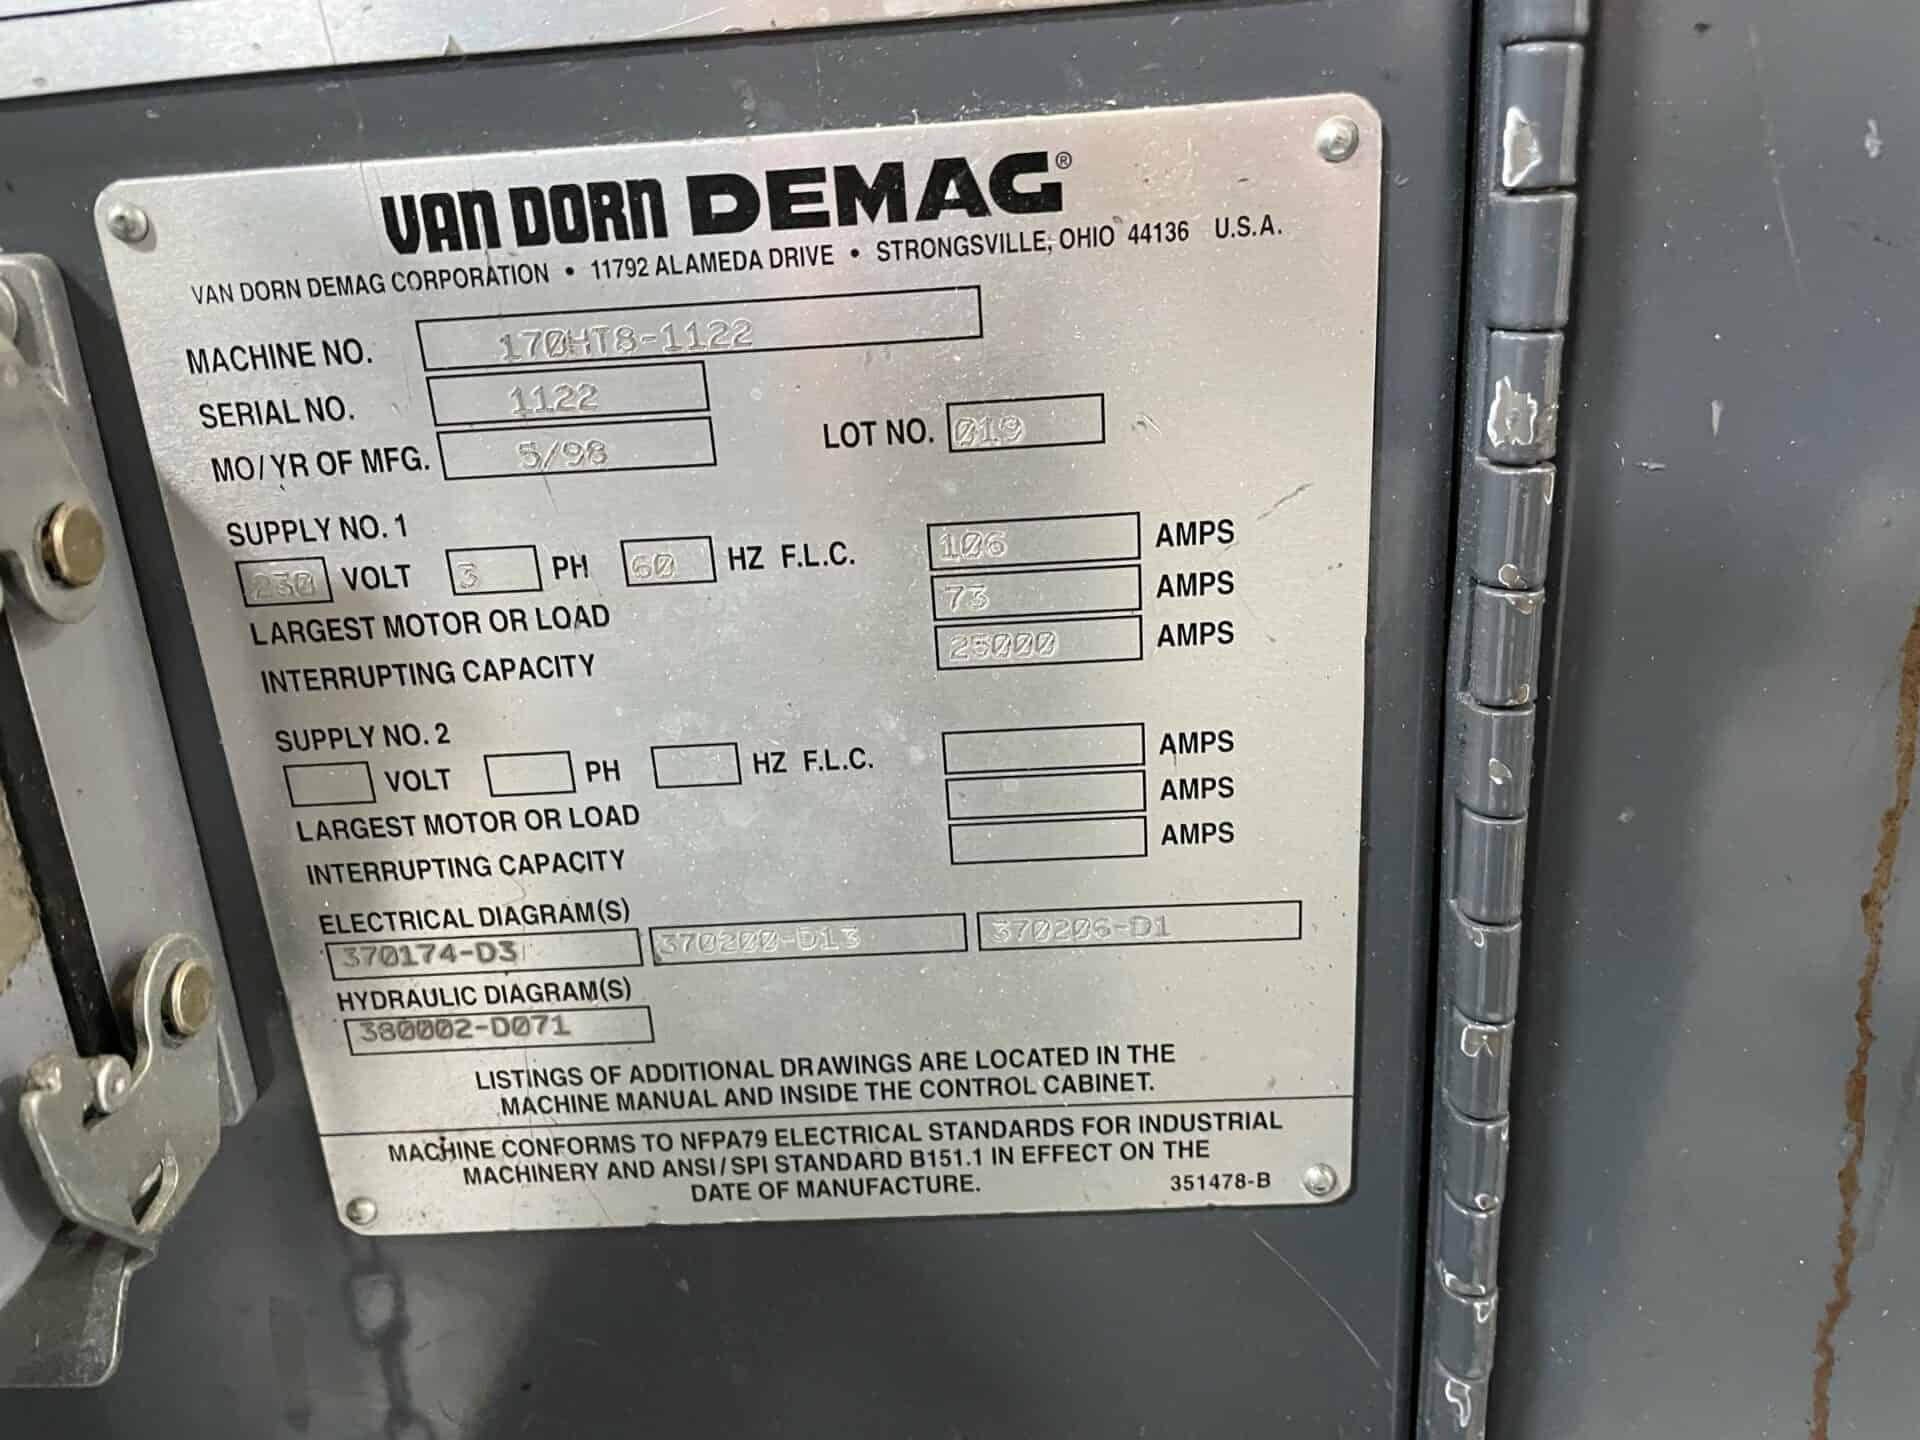 VAN DORN DEMAG®
VAN DORN DEMAG CORPORATION • 11792 ALAMEDA DRIVE • STRONGSVILLE, OHIO 44136 U.S.A.
MACHINE NO. 170HT8-1122
SERIAL NO. 1122
MO/YR OF MFG. 5/98 LOT NO. 019
SUPPLY NO. 1
230 VOLT 3 PH 60 HZ F.L.C. 106 AMPS
LARGEST MOTOR OR LOAD 73 AMPS
INTERRUPTING CAPACITY 25000 AMPS
SUPPLY NO. 2
VOLT PH HZ F.L.C. AMPS
LARGEST MOTOR OR LOAD AMPS
INTERRUPTING CAPACITY AMPS
ELECTRICAL DIAGRAM(S)
370174-D3 370200-D13 370206-D1
HYDRAULIC DIAGRAM(S)
380002-D071
LISTINGS OF ADDITIONAL DRAWINGS ARE LOCATED IN THE
MACHINE MANUAL AND INSIDE THE CONTROL CABINET.
MACHINE CONFORMS TO NFPA79 ELECTRICAL STANDARDS FOR INDUSTRIAL
MACHINERY AND ANSI/SPI STANDARD B151.1 IN EFFECT ON THE
DATE OF MANUFACTURE. 351478-B